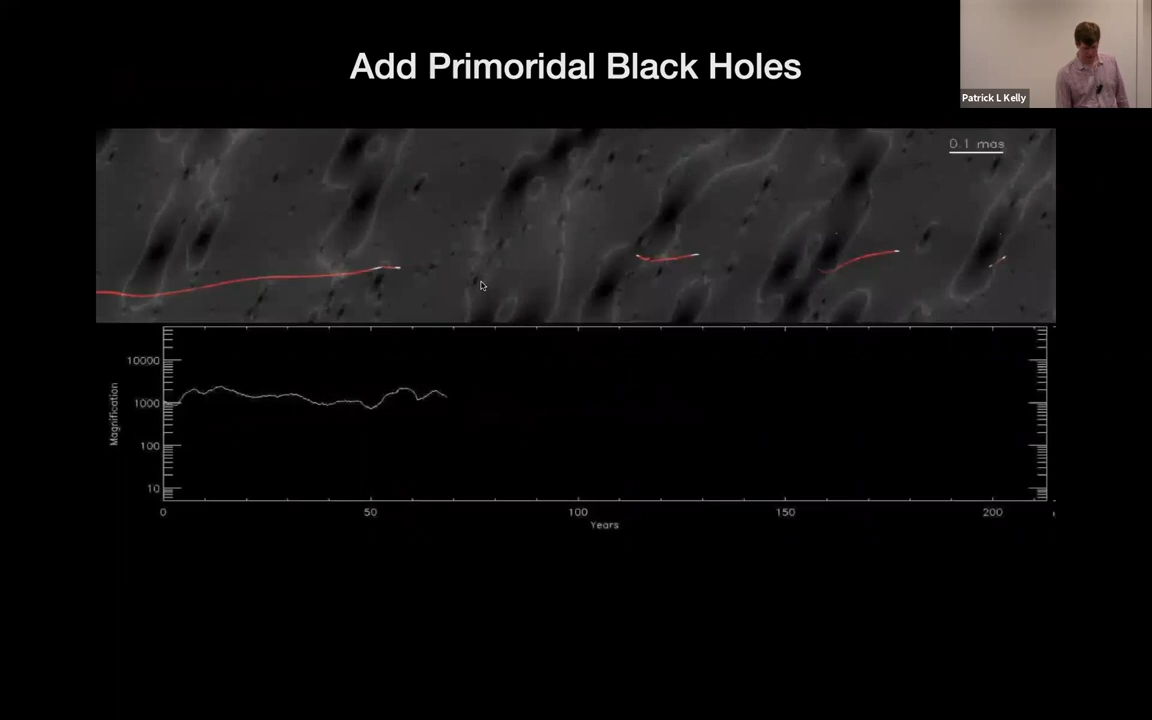 Add Primoridal Black Holes
Patrick L Kelly
0.1 mas
10000
1000
100
10
Magnification
0
50
100
150
200
Years